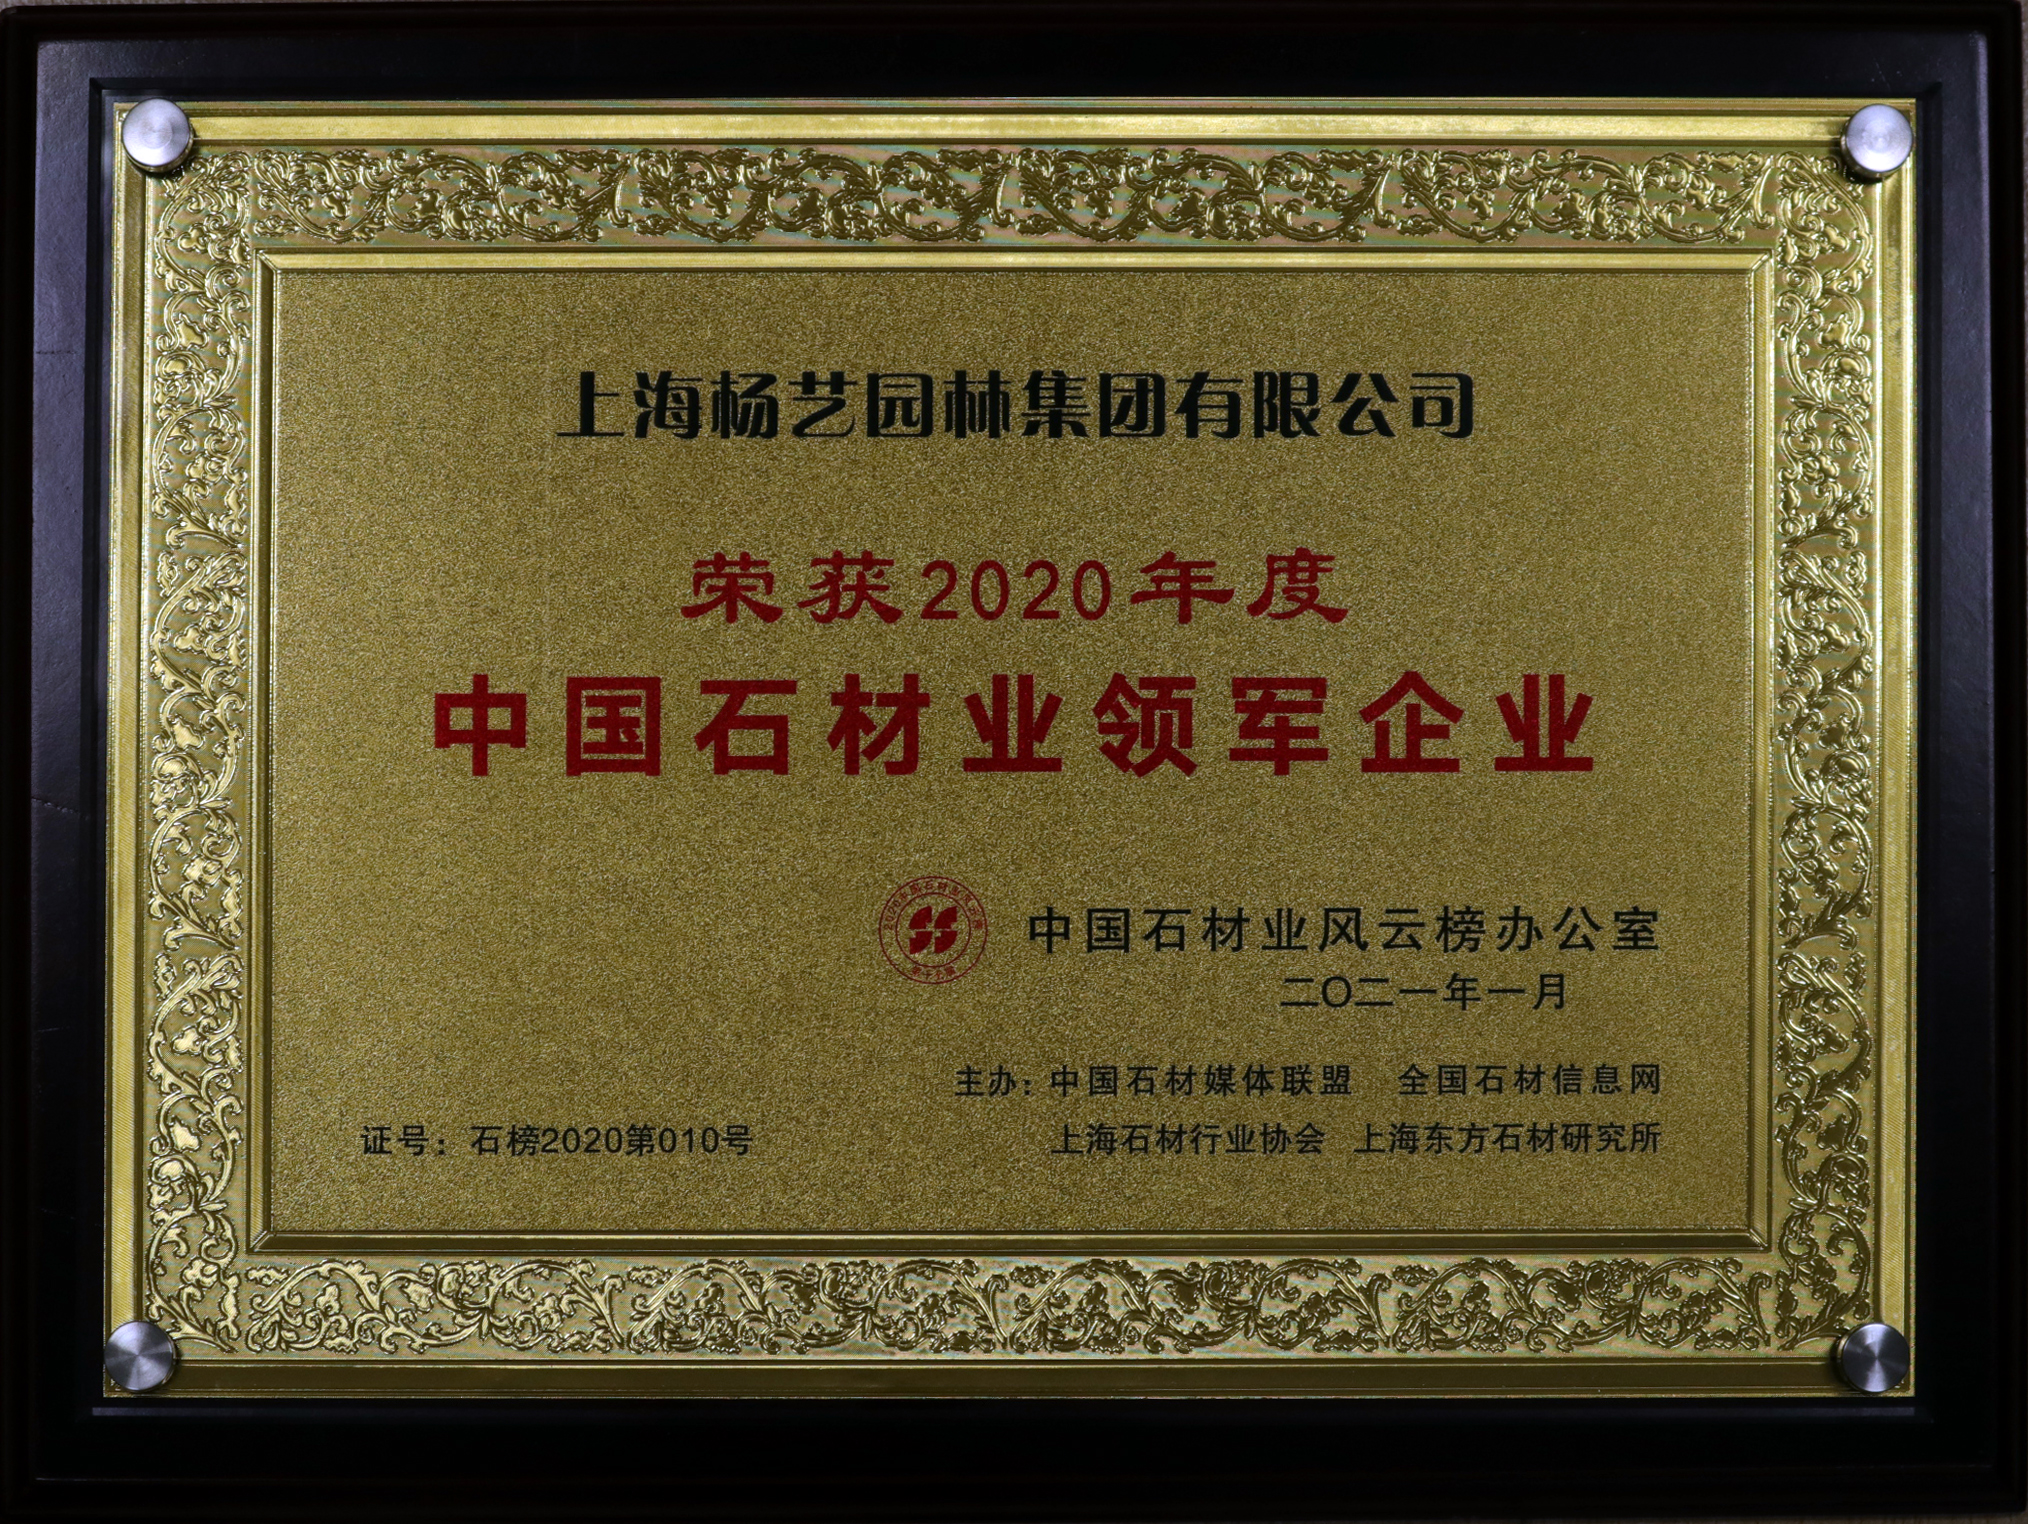 上海杨艺园林集团有限公司
荣获2020年度
中国石材业领军企业
中国石材业风云榜办公室
二〇二一年一月
主办：中国石材媒体联盟 全国石材信息网
上海石材行业协会 上海东方石材研究所
证号：石榜2020第010号